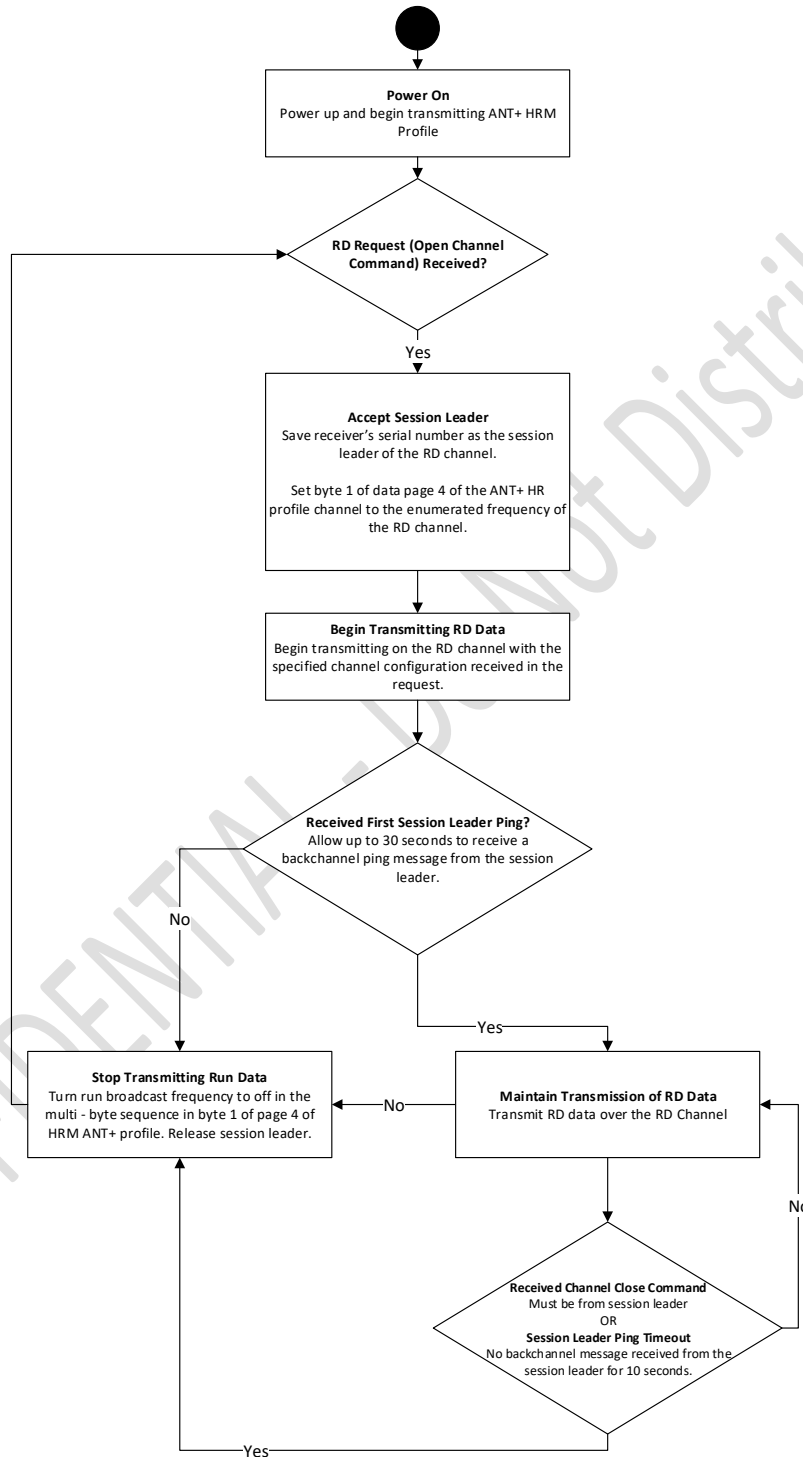 Power On
Power up and begin transmitting ANT+ HRM
Profile
RD Request (Open Channel
Command) Received?
Yes
Accept Session Leader
Save receiver's serial number as the session
leader of the RD channel.
Set byte 1 of data page 4 of the ANT+ HR
profile channel to the enumerated frequency of
the RD channel.
Begin Transmitting RD Data
Begin transmitting on the RD channel with the
specified channel configuration received in the
request.
Received First Session Leader Ping?
Allow up to 30 seconds to receive a
backchannel ping message from the session
leader.
No
Yes
Stop Transmitting Run Data
Turn run broadcast frequency to off in the
multi - byte sequence in byte 1 of page 4 of
HRM ANT+ profile. Release session leader.
No
Maintain Transmission of RD Data
Transmit RD data over the RD Channel
No
Received Channel Close Command
Must be from session leader
OR
Session Leader Ping Timeout
No backchannel message received from the
session leader for 10 seconds.
Yes